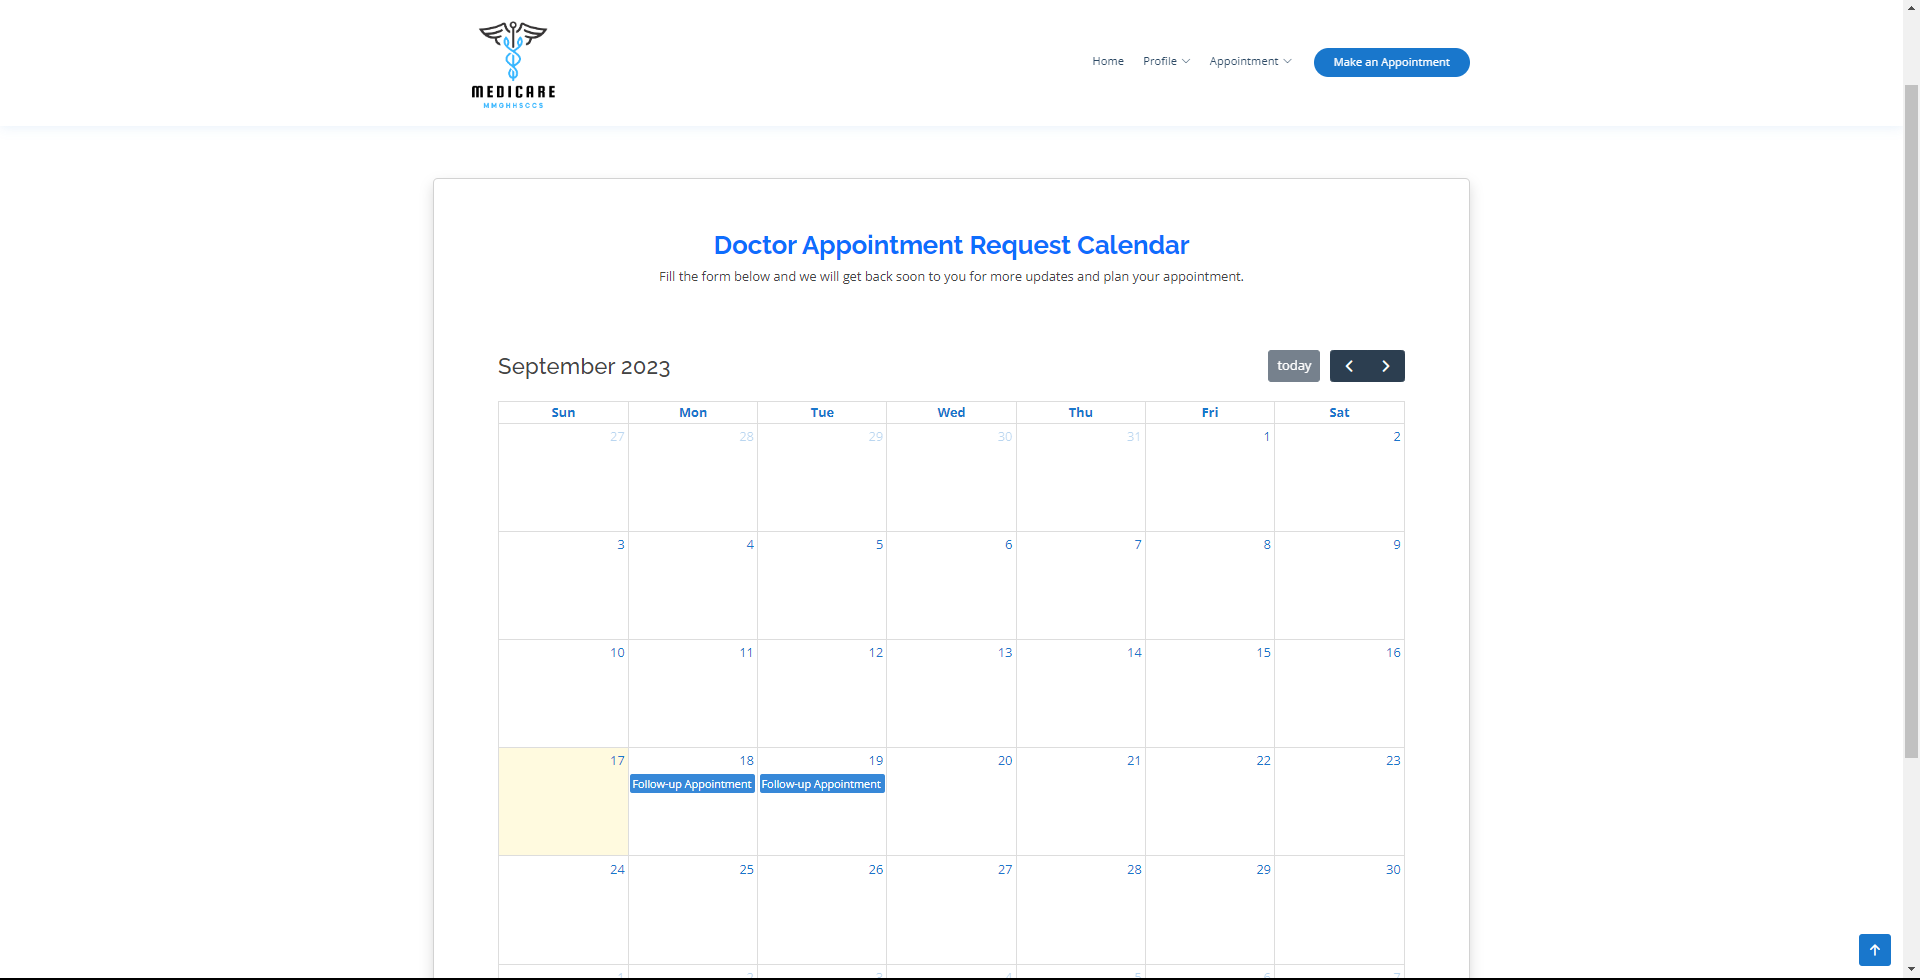 MEDICARE
MMGHHSCCS
Home Profile Appointment Make an Appointment
Doctor Appointment Request Calendar
Fill the form below and we will get back soon to you for more updates and plan your appointment.
September 2023 today
Sun Mon Tue Wed Thu Fri Sat
27 28 29 30 31 1 2
3 4 5 6 7 8 9
10 11 12 13 14 15 16
17 18 19 20 21 22 23
Follow-up Appointment Follow-up Appointment
24 25 26 27 28 29 30